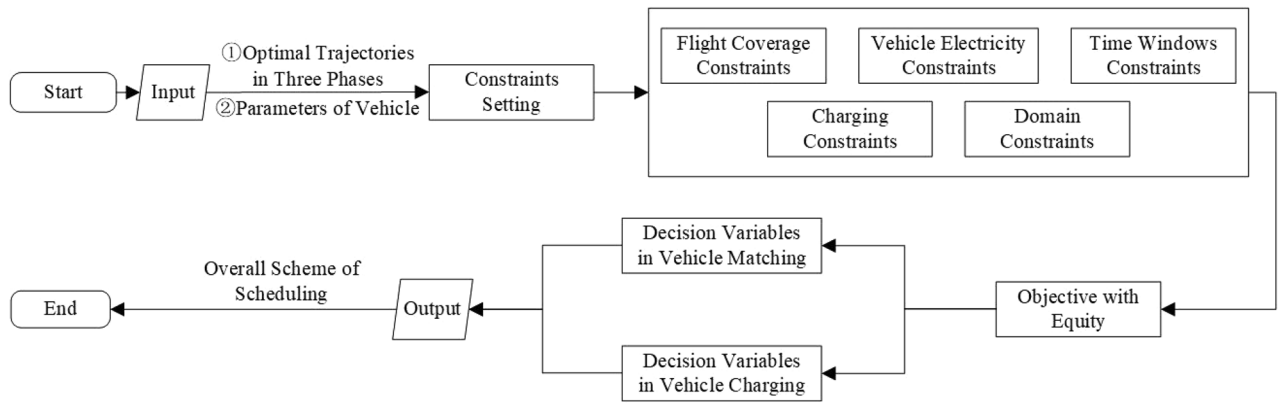 Start
Input
①Optimal Trajectories
in Three Phases
②Parameters of Vehicle
Constraints
Setting
Flight Coverage
Constraints
Vehicle Electricity
Constraints
Time Windows
Constraints
Charging
Constraints
Domain
Constraints
Objective with
Equity
Decision Variables
in Vehicle Matching
Decision Variables
in Vehicle Charging
Output
Overall Scheme of
Scheduling
End